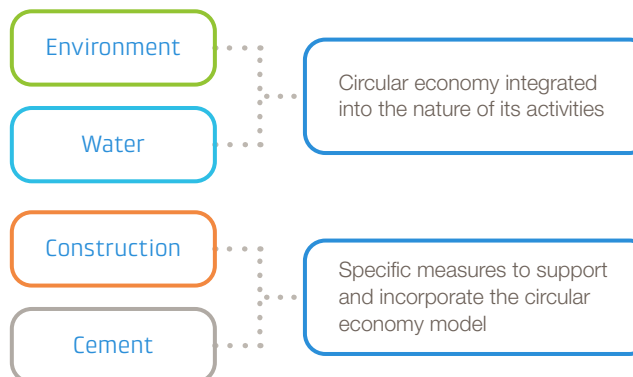 Environment
Water
Circular economy integrated
into the nature of its activities
Construction
Cement
Specific measures to support
and incorporate the circular
economy model